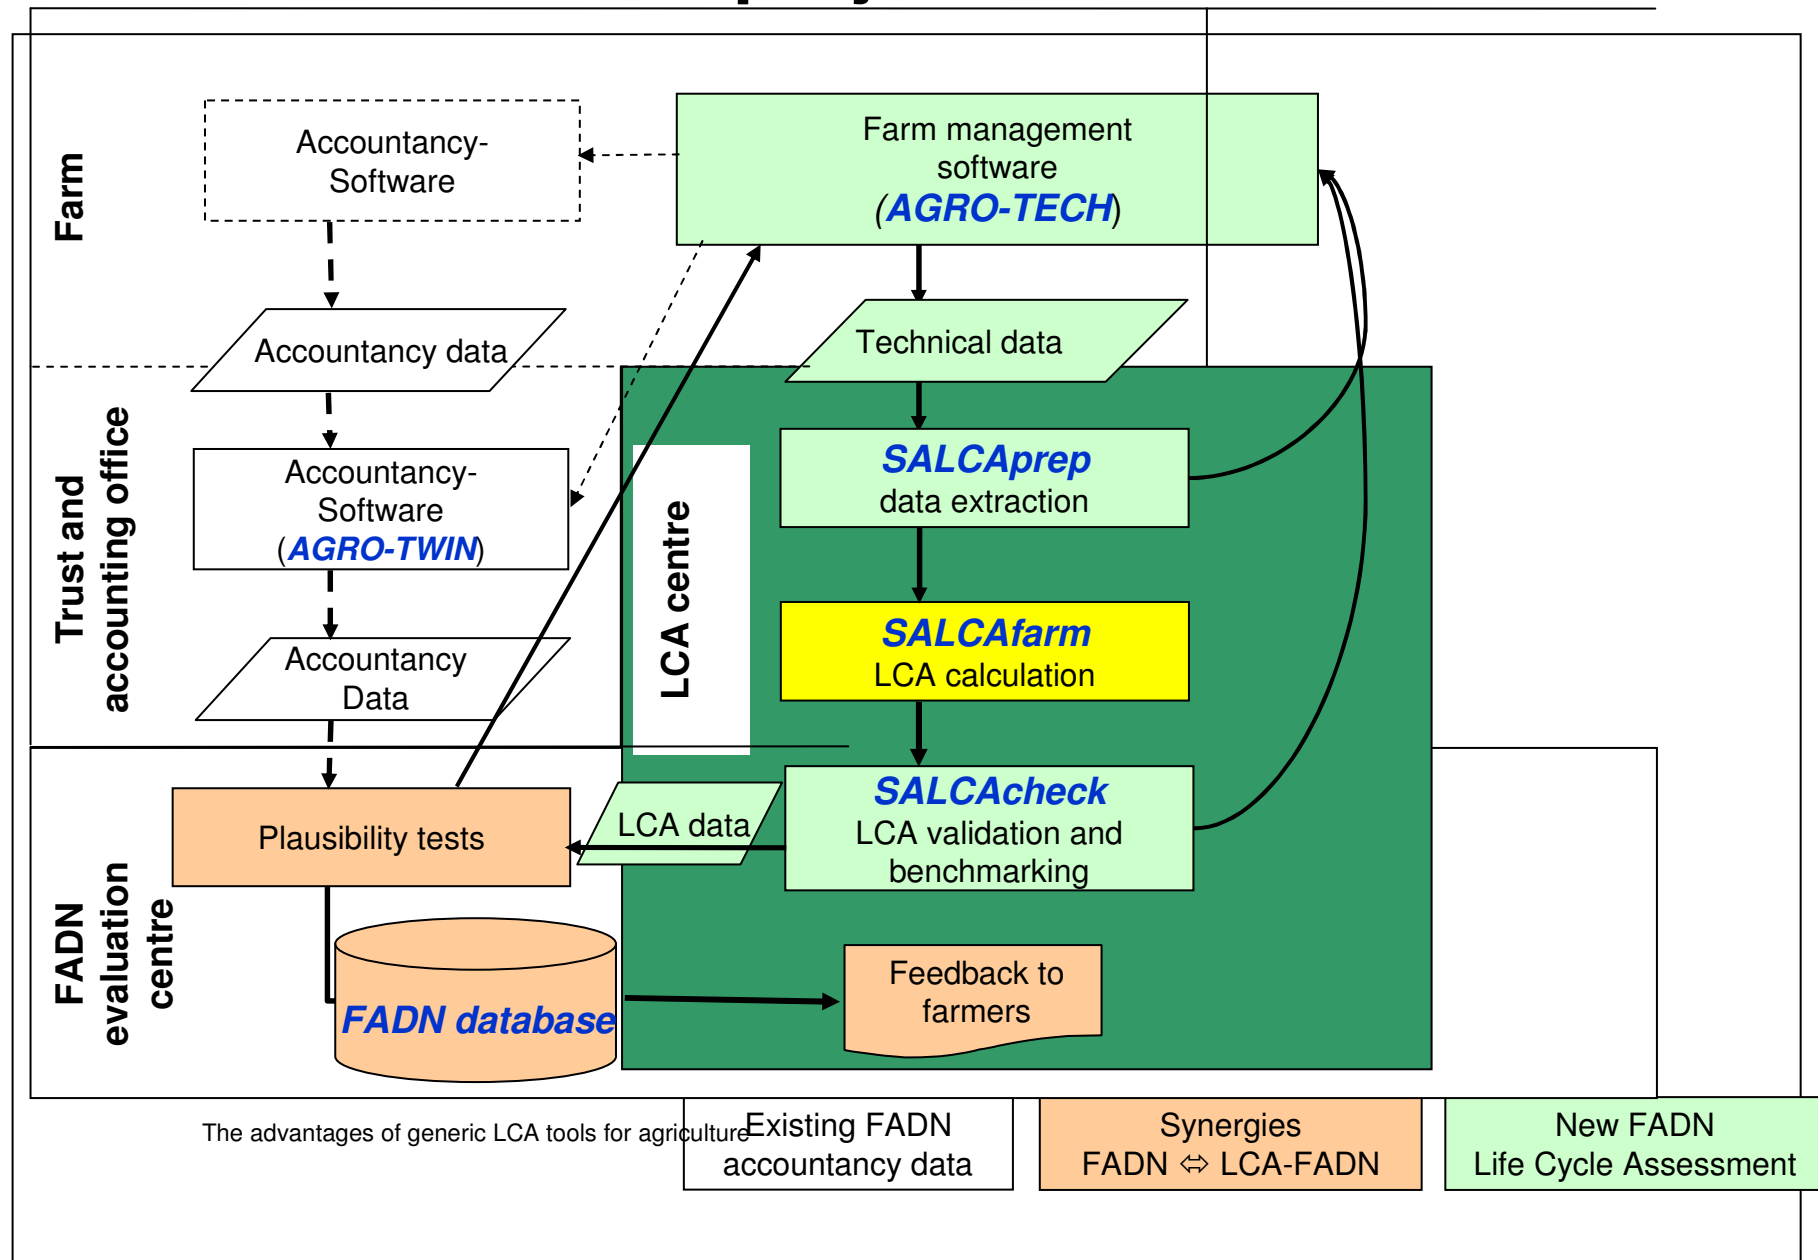 Farm
Accountancy-
Software
Farm management
software
(AGRO-TECH)
Accountancy data
Technical data
Trust and
accounting office
Accountancy-
Software
(AGRO-TWIN)
LCA centre
SALCAprep
data extraction
SALCAfarm
LCA calculation
Accountancy
Data
FADN
evaluation
centre
Plausibility tests
LCA data
SALCAcheck
LCA validation and
benchmarking
FADN database
Feedback to
farmers
The advantages of generic LCA tools for agriculture
Existing FADN
accountancy data
Synergies
FADN ⇔ LCA-FADN
New FADN
Life Cycle Assessment